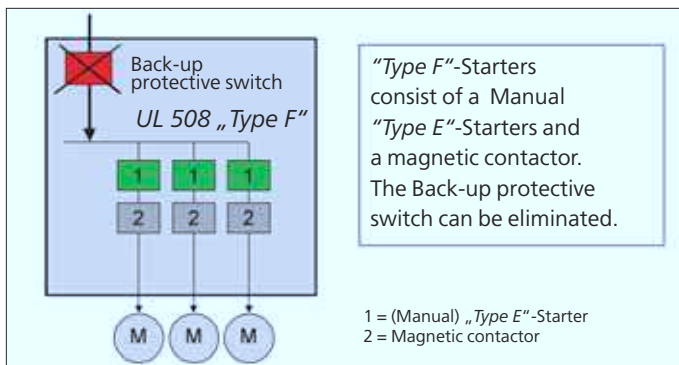 Back-up
protective switch
UL 508 „Type F“
1 1 1
2 2 2
M M M
“Type F“-Starters
consist of a Manual
“Type E“-Starters and
a magnetic contactor.
The Back-up protective
switch can be eliminated.
1 = (Manual) „Type E“-Starter
2 = Magnetic contactor